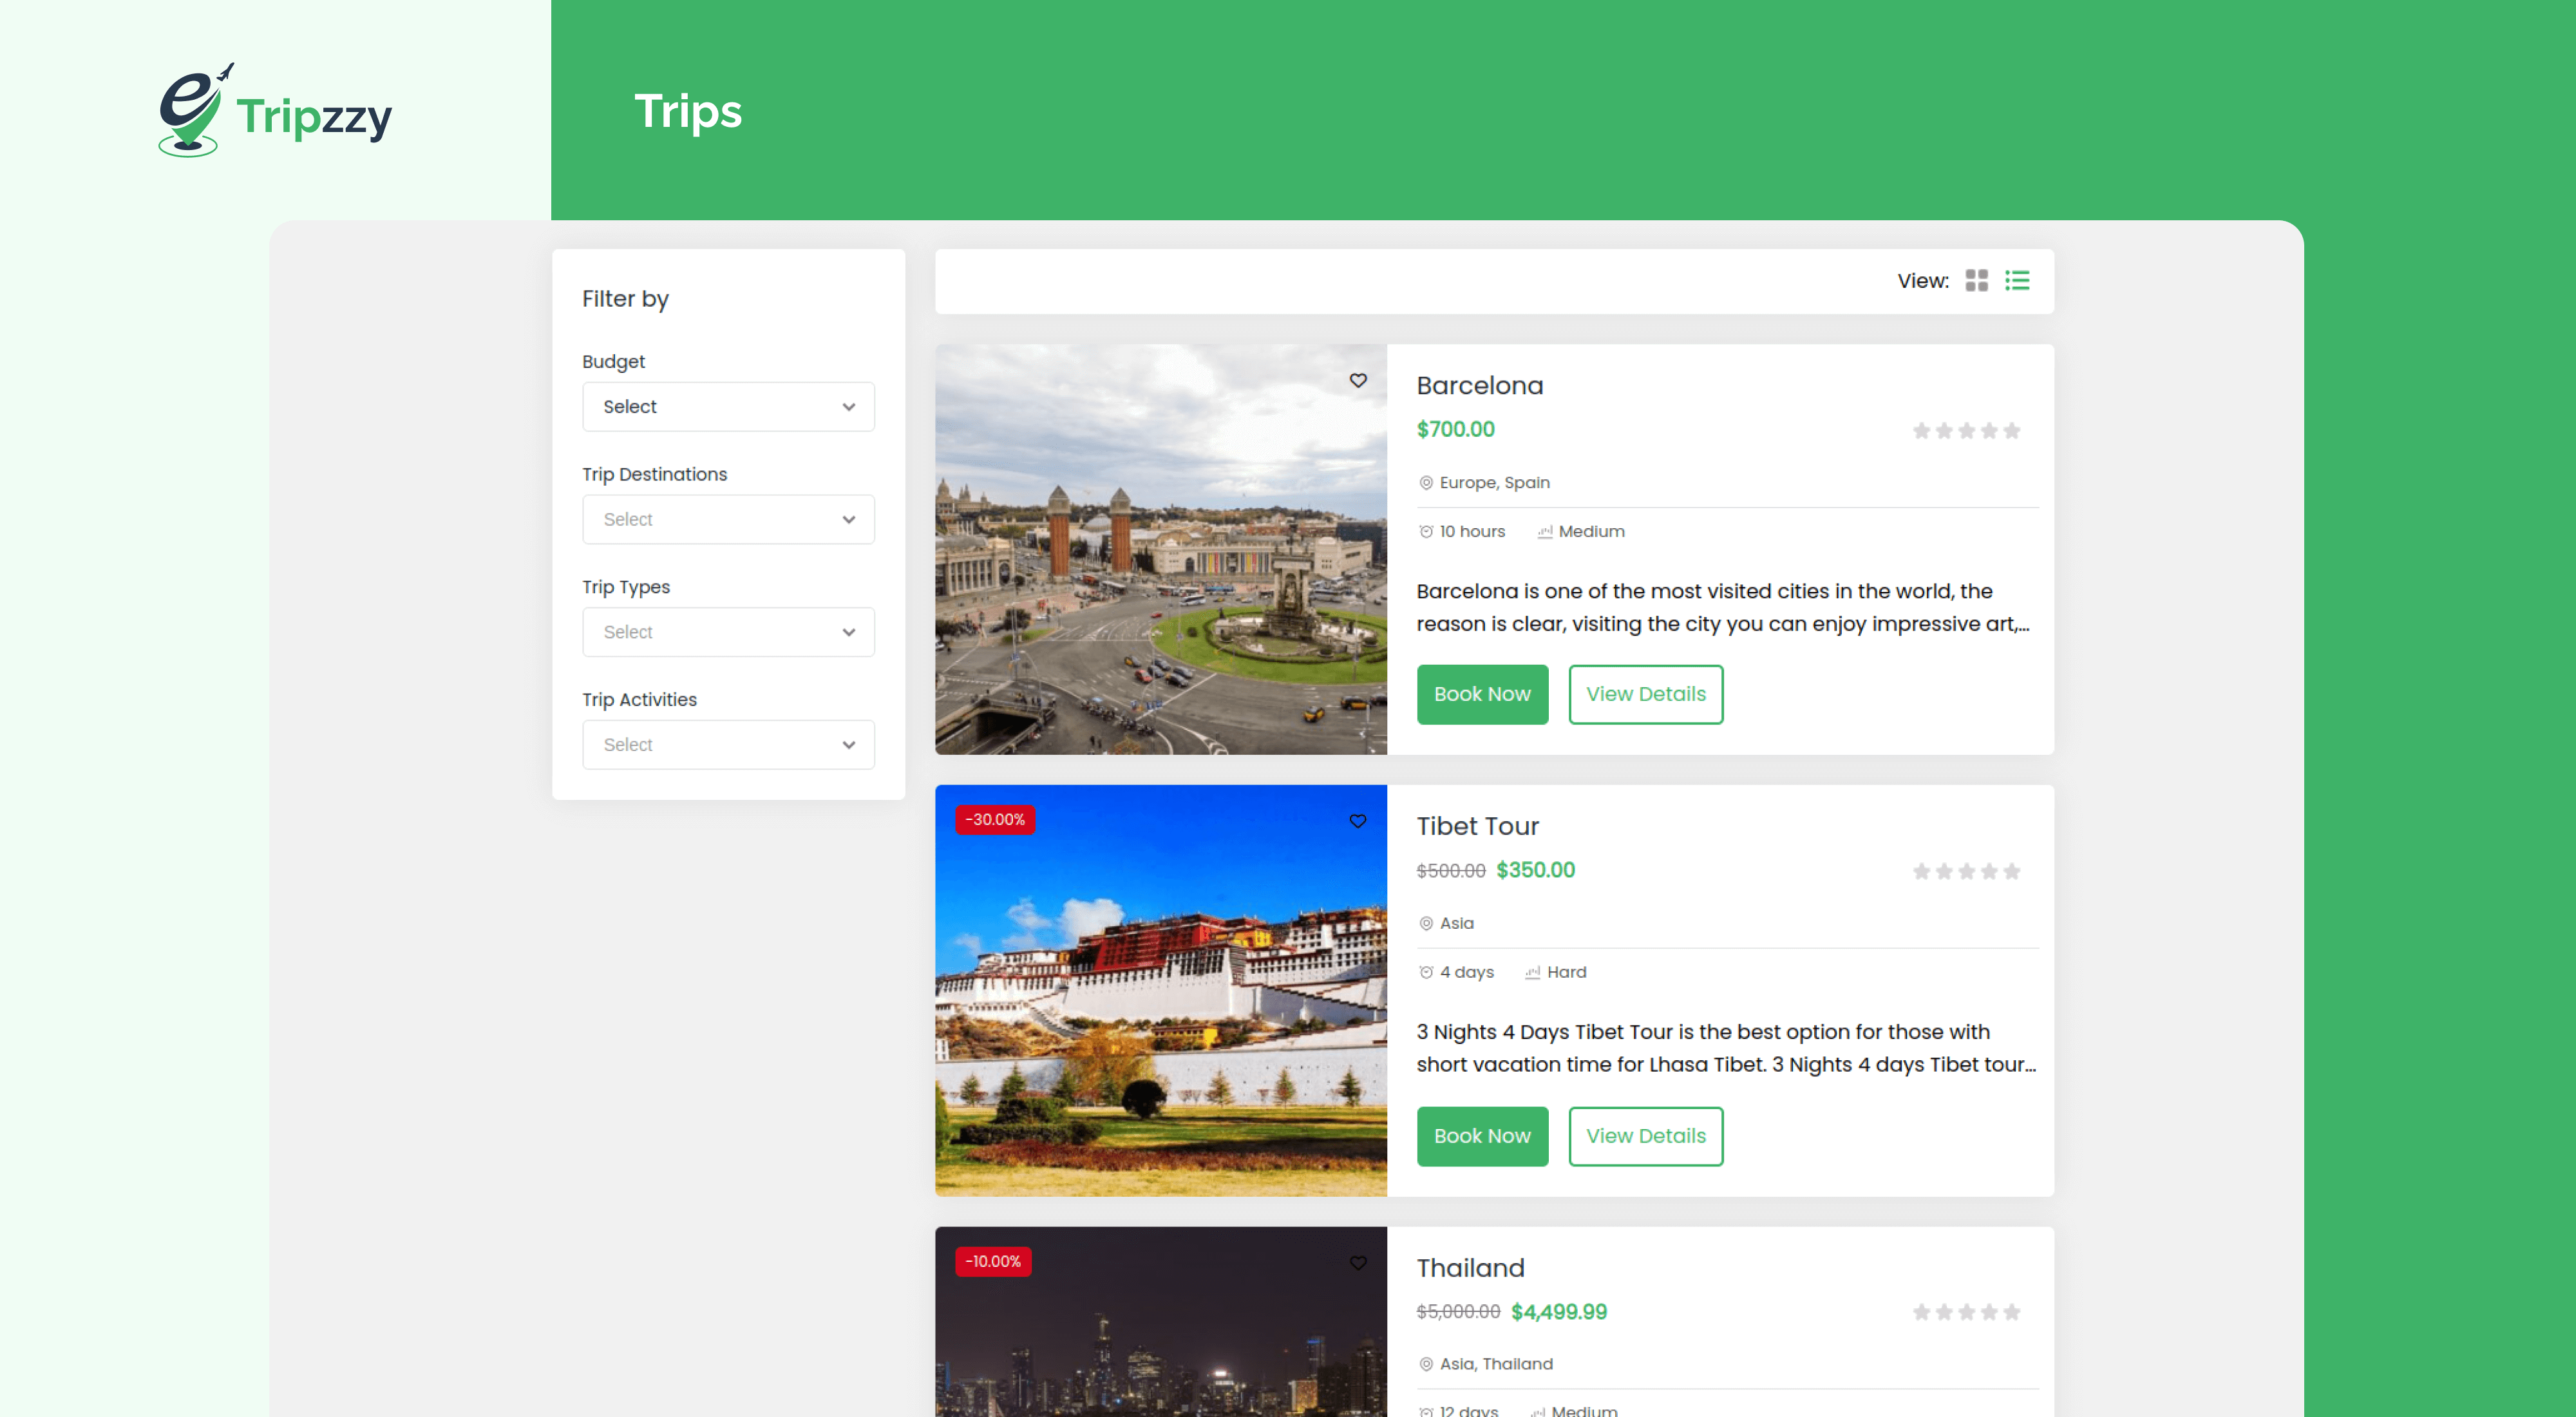 Tripzzy
Trips
Filter by
Budget
Select
Trip Destinations
Select
Trip Types
Select
Trip Activities
Select
View:
Barcelona
$700.00
Europe, Spain
10 hours Medium
Barcelona is one of the most visited cities in the world, the
reason is clear, visiting the city you can enjoy impressive art,...
Book Now View Details
-30.00%
Tibet Tour
$500.00 $350.00
Asia
4 days Hard
3 Nights 4 Days Tibet Tour is the best option for those with
short vacation time for Lhasa Tibet. 3 Nights 4 days Tibet tour...
Book Now View Details
-10.00%
Thailand
$5,000.00 $4,499.99
Asia, Thailand
12 days Medium